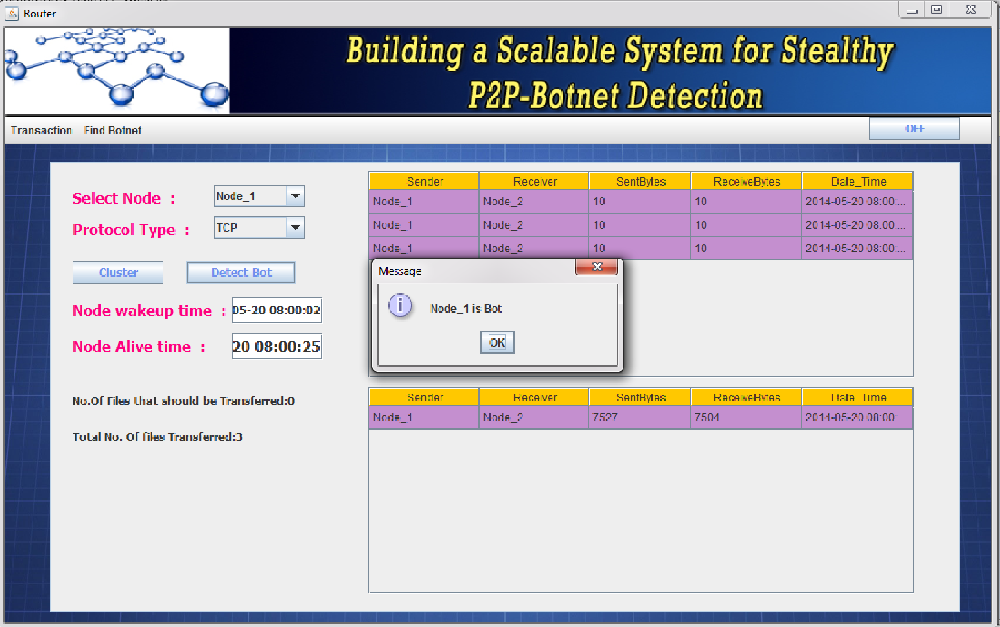 Router
Building a Scalable System for Stealthy
P2P-Botnet Detection
Transaction Find Botnet OFF
Select Node : Node_1
Protocol Type : TCP
Cluster Detect Bot
Node wakeup time : 05-20 08:00:02
Node Alive time : 20 08:00:25
No.Of Files that should be Transferred:0
Total No. Of files Transferred:3
Sender Receiver SentBytes ReceiveBytes Date_Time
Node_1 Node_2 10 10 2014-05-20 08:00:...
Node_1 Node_2 10 10 2014-05-20 08:00:...
Node_1 Node_2 10 10 2014-05-20 08:00:...
Message
Node_1 is Bot
OK
Sender Receiver SentBytes ReceiveBytes Date_Time
Node_1 Node_2 7527 7504 2014-05-20 08:00:...